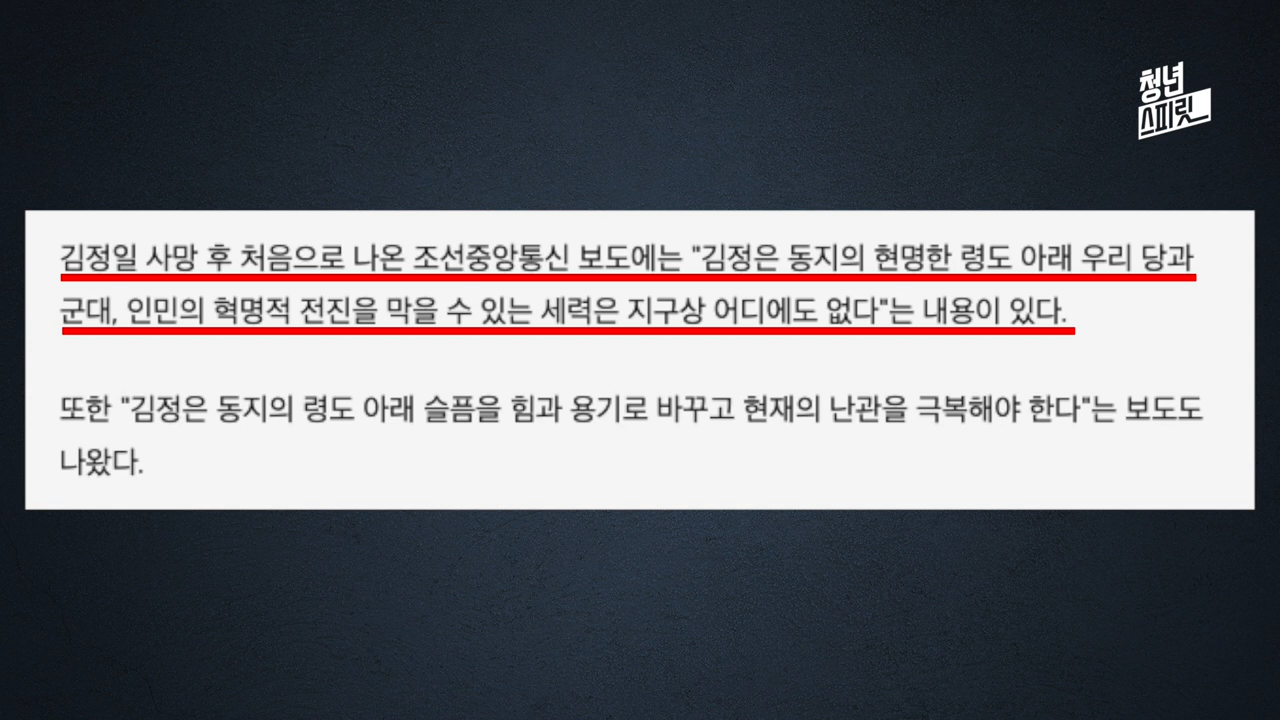 청년
스피릿
김정일 사망 후 처음으로 나온 조선중앙통신 보도에는 "김정은 동지의 현명한 령도 아래 우리 당과
군대, 인민의 혁명적 전진을 막을 수 있는 세력은 지구상 어디에도 없다"는 내용이 있다.
또한 "김정은 동지의 령도 아래 슬픔을 힘과 용기로 바꾸고 현재의 난관을 극복해야 한다"는 보도도
나왔다.